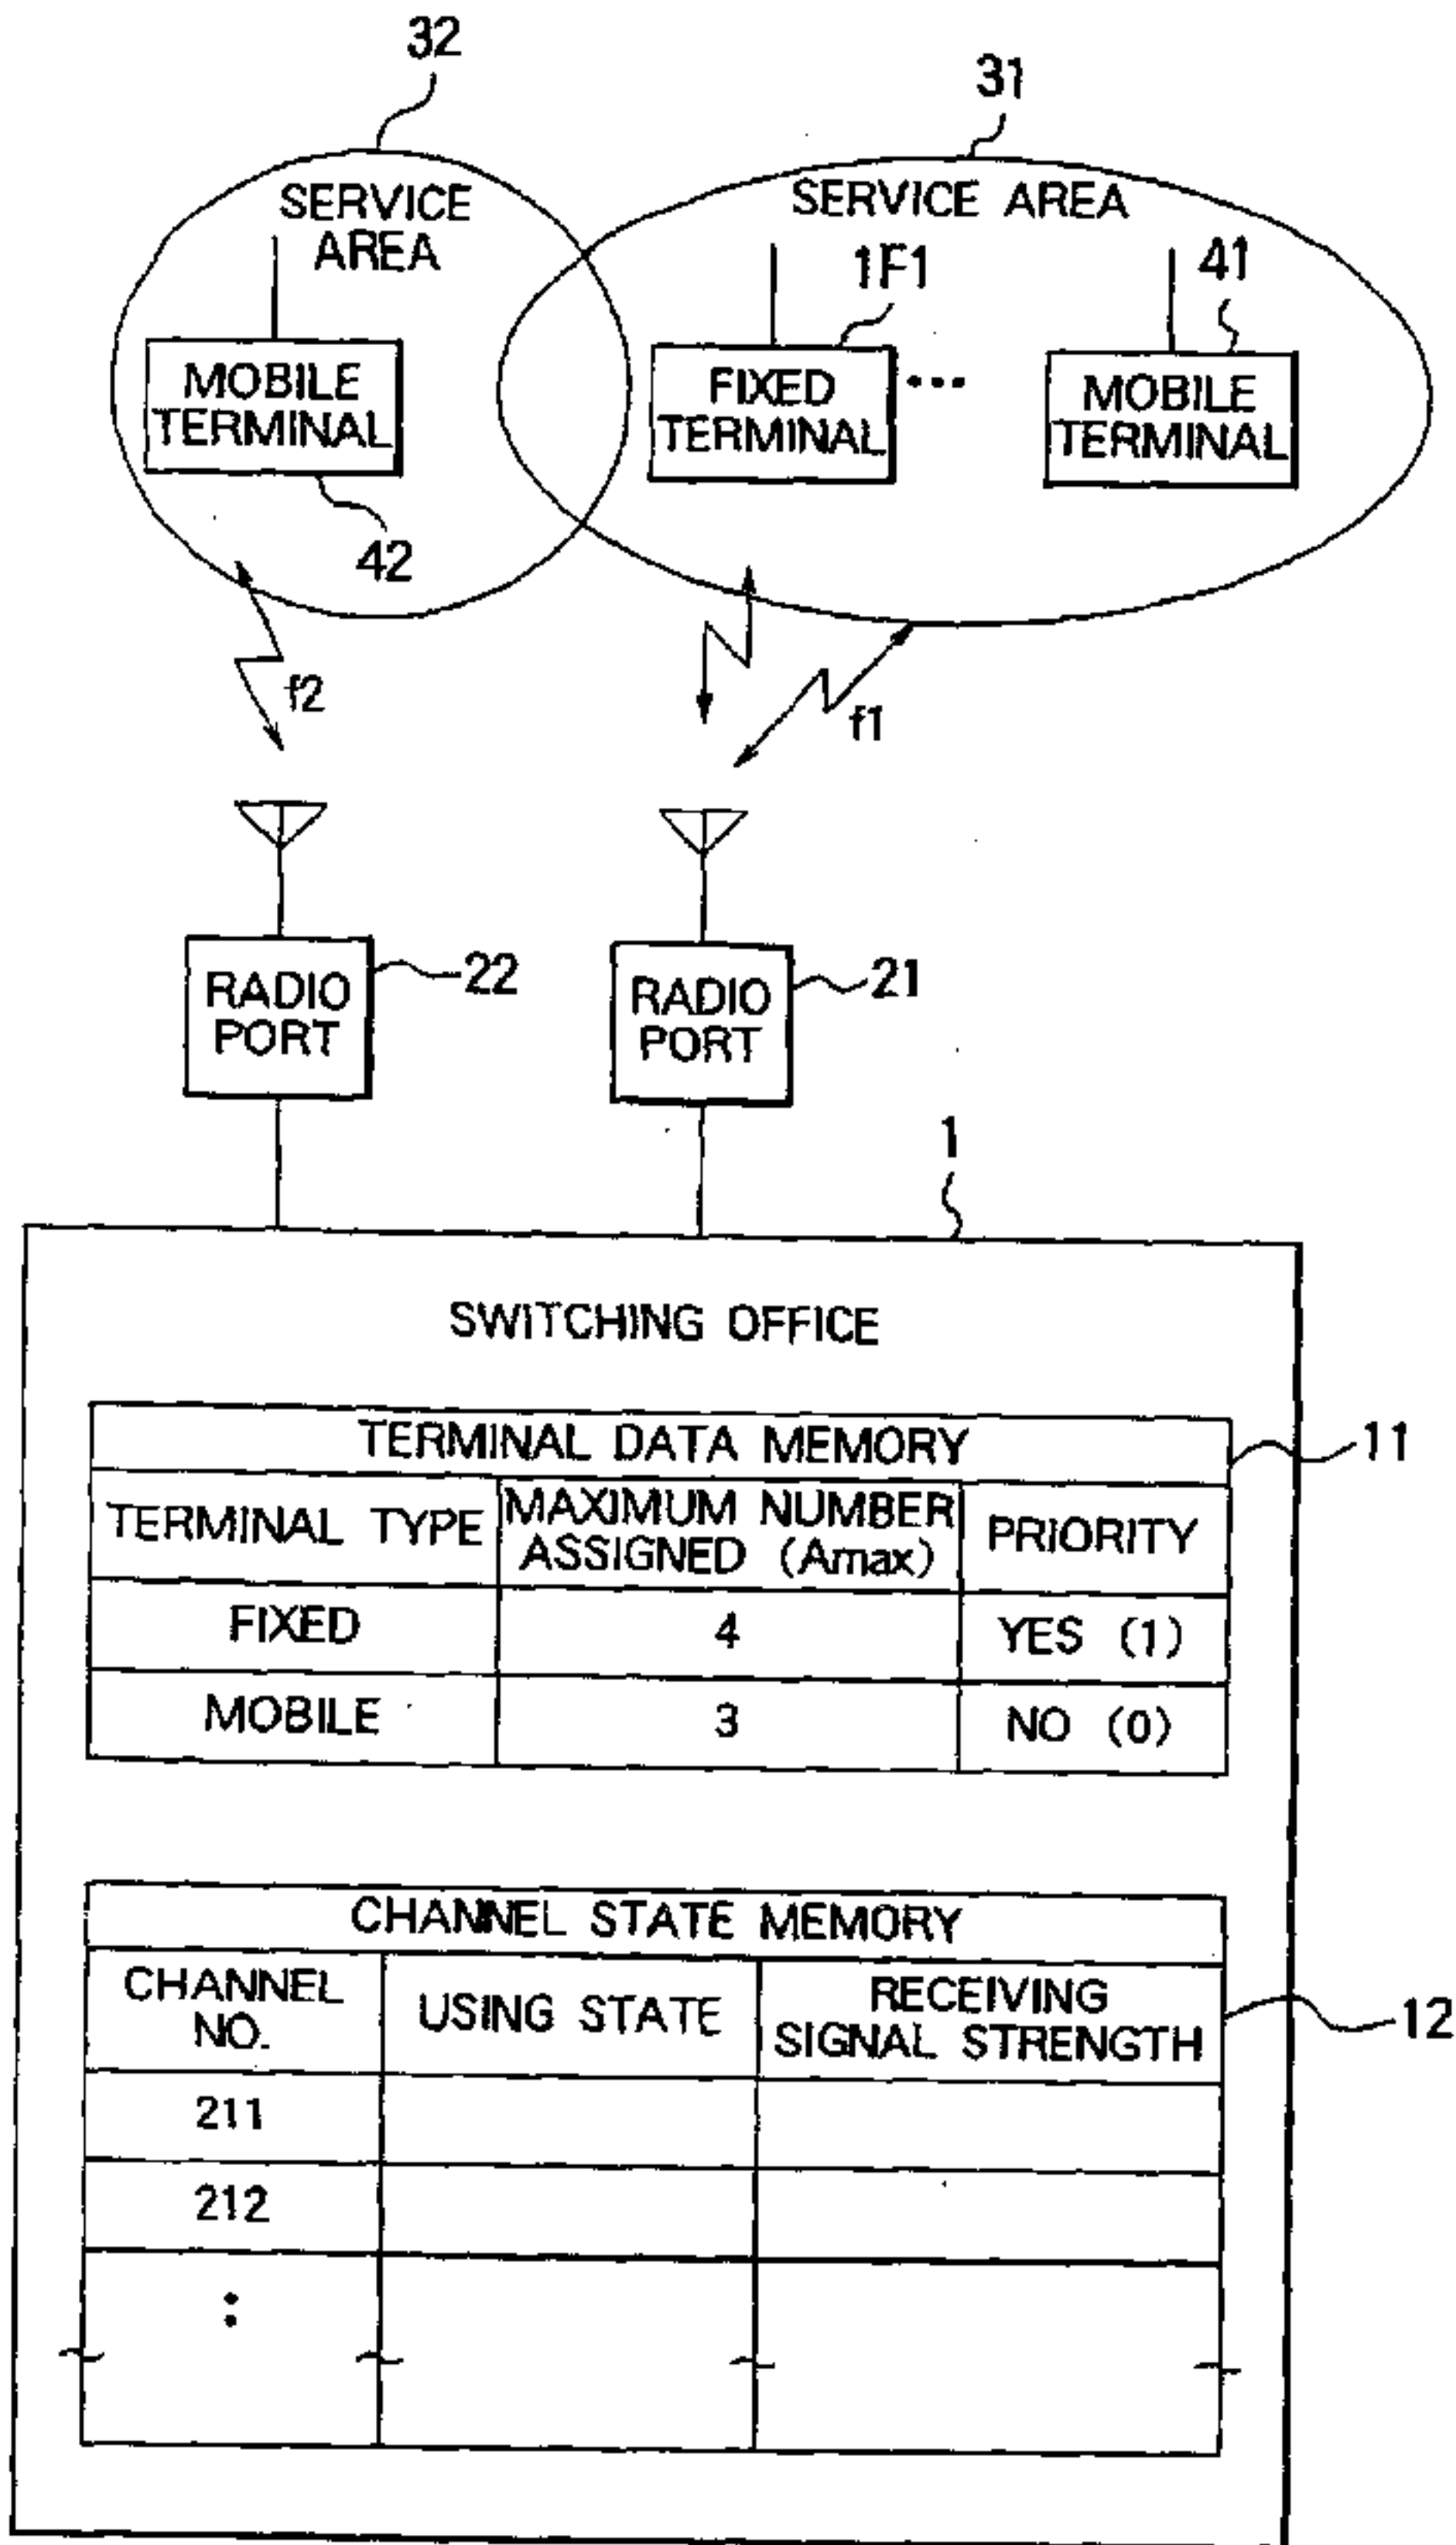 32
31
SERVICE
AREA
SERVICE AREA
1F1
41
MOBILE
TERMINAL
FIXED
TERMINAL
MOBILE
TERMINAL
42
f2
f1
RADIO
PORT
22
RADIO
PORT
21
1
SWITCHING OFFICE
TERMINAL DATA MEMORY
11
TERMINAL TYPE
MAXIMUM NUMBER
ASSIGNED (Amax)
PRIORITY
FIXED
4
YES (1)
MOBILE
3
NO (0)
CHANNEL STATE MEMORY
CHANNEL
NO.
USING STATE
RECEIVING
SIGNAL STRENGTH
12
211
212